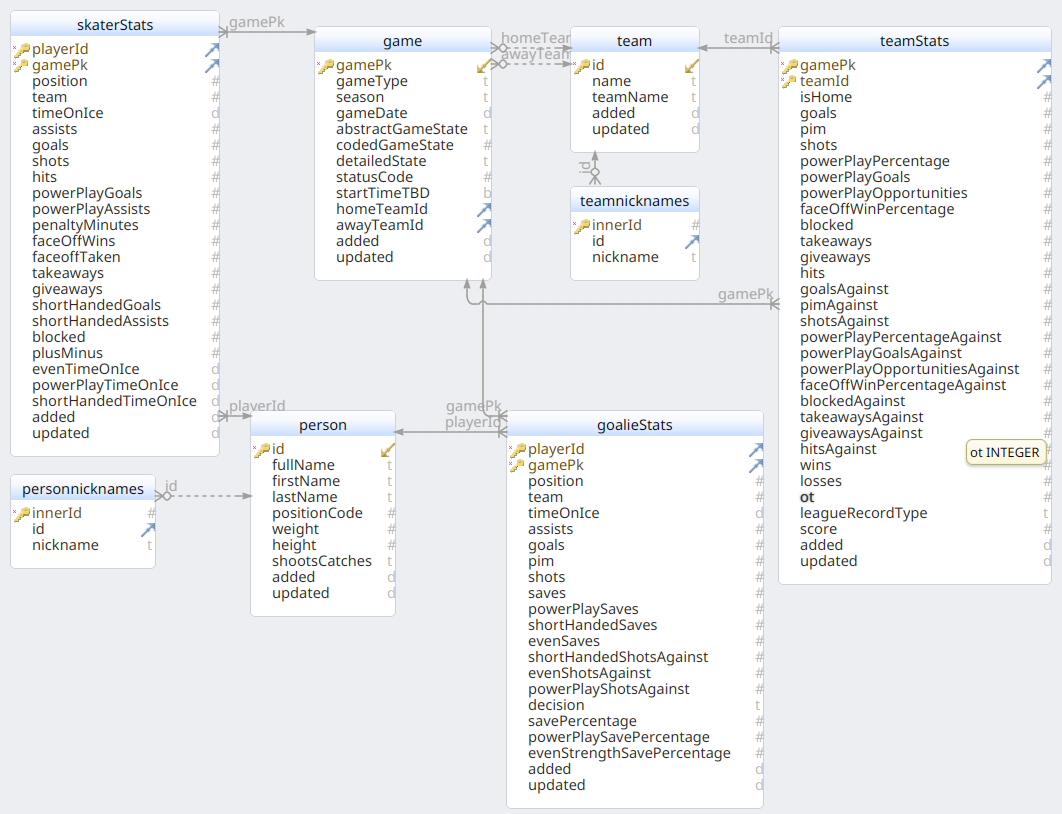 skaterStats
playerId
gamePk
position #
team #
timeOnIce d
assists #
goals #
shots #
hits #
powerPlayGoals #
powerPlayAssists #
penaltyMinutes #
faceOffWins #
faceoffTaken #
takeaways #
giveaways #
shortHandedGoals #
shortHandedAssists #
blocked #
plusMinus #
evenTimeOnIce d
powerPlayTimeOnIce d
shortHandedTimeOnIce d
added d
updated d
gamePk
game
gamePk
gameType t
season t
gameDate d
abstractGameState t
codedGameState #
detailedState t
statusCode #
startTimeTBD b
homeTeamId
awayTeamId
added d
updated d
homeTeam
awayTeam
team
id
name t
teamName t
added d
updated d
id
teamnicknames
innerId #
id
nickname t
teamId
gamePk
teamStats
gamePk
teamId
isHome #
goals #
pim #
shots #
powerPlayPercentage #
powerPlayGoals #
powerPlayOpportunities #
faceOffWinPercentage #
blocked #
takeaways #
giveaways #
hits #
goalsAgainst #
pimAgainst #
shotsAgainst #
powerPlayPercentageAgainst #
powerPlayGoalsAgainst #
powerPlayOpportunitiesAgainst #
faceOffWinPercentageAgainst #
blockedAgainst #
takeawaysAgainst #
giveawaysAgainst #
hitsAgainst
ot INTEGER
wins #
losses #
ot #
leagueRecordType t
score #
added d
updated d
playerId
person
id
fullName t
firstName t
lastName t
positionCode #
weight #
height #
shootsCatches t
added d
updated d
id
personnicknames
innerId #
id
nickname t
gamePk
playerId
goalieStats
playerId
gamePk
position #
team #
timeOnIce d
assists #
goals #
pim #
shots #
saves #
powerPlaySaves #
shortHandedSaves #
evenSaves #
shortHandedShotsAgainst #
evenShotsAgainst #
powerPlayShotsAgainst #
decision t
savePercentage #
powerPlaySavePercentage #
evenStrengthSavePercentage #
added d
updated d